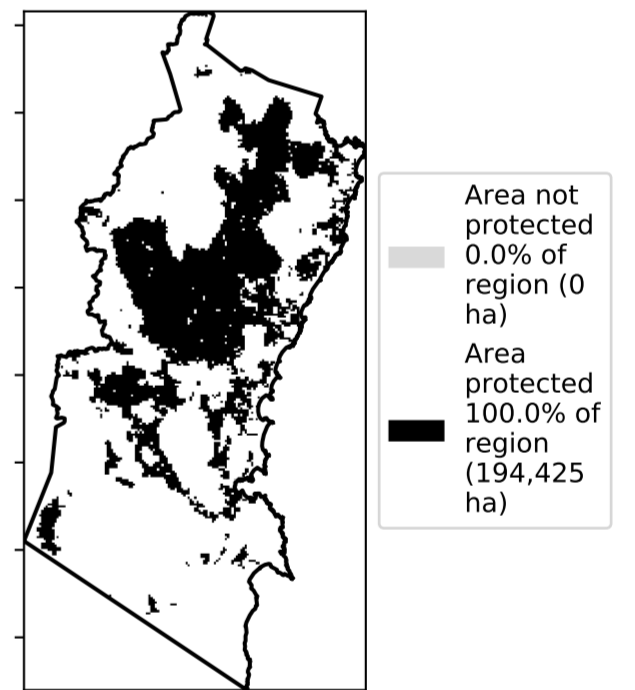 Area not
protected
0.0% of
region (0
ha)
Area
protected
100.0% of
region
(194,425
ha)